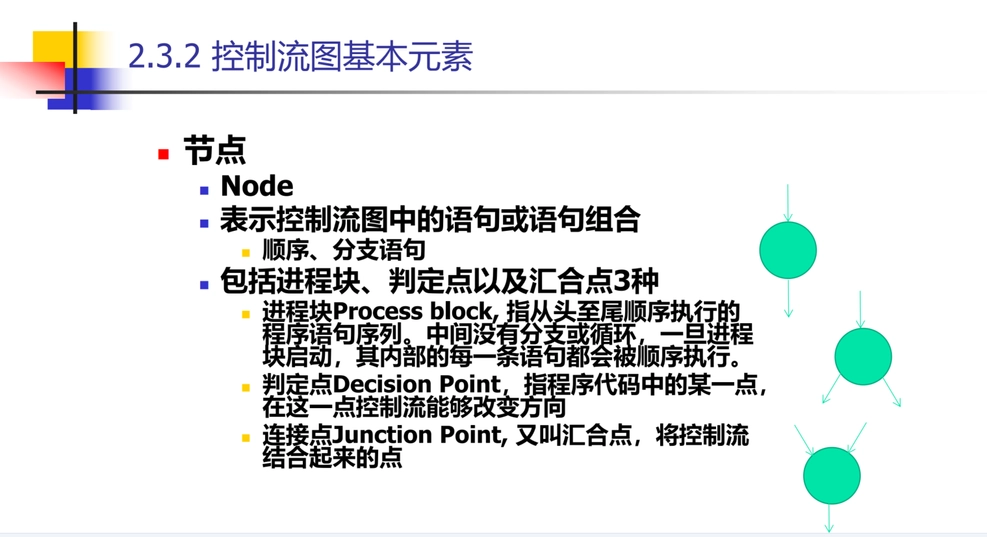 2.3.2 控制流图基本元素
节点
Node
表示控制流图中的语句或语句组合
顺序、分支语句
包括进程块、判定点以及汇合点3种
进程块Process block, 指从头至尾顺序执行的
程序语句序列。中间没有分支或循环，一旦进程
块启动，其内部的每一条语句都会被顺序执行。
判定点Decision Point，指程序代码中的某一点，
在这一点控制流能够改变方向
连接点Junction Point, 又叫汇合点，将控制流
结合起来的点